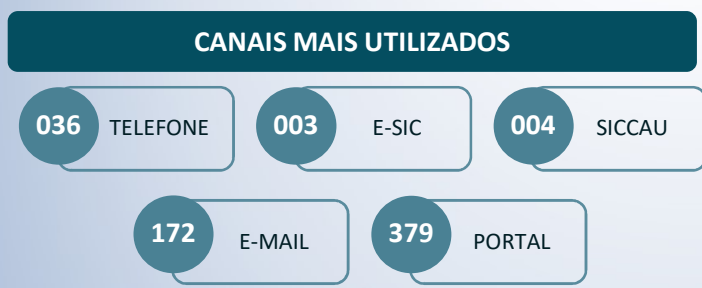 CANAIS MAIS UTILIZADOS
036 TELEFONE 003 E-SIC 004 SICCAU
172 E-MAIL 379 PORTAL